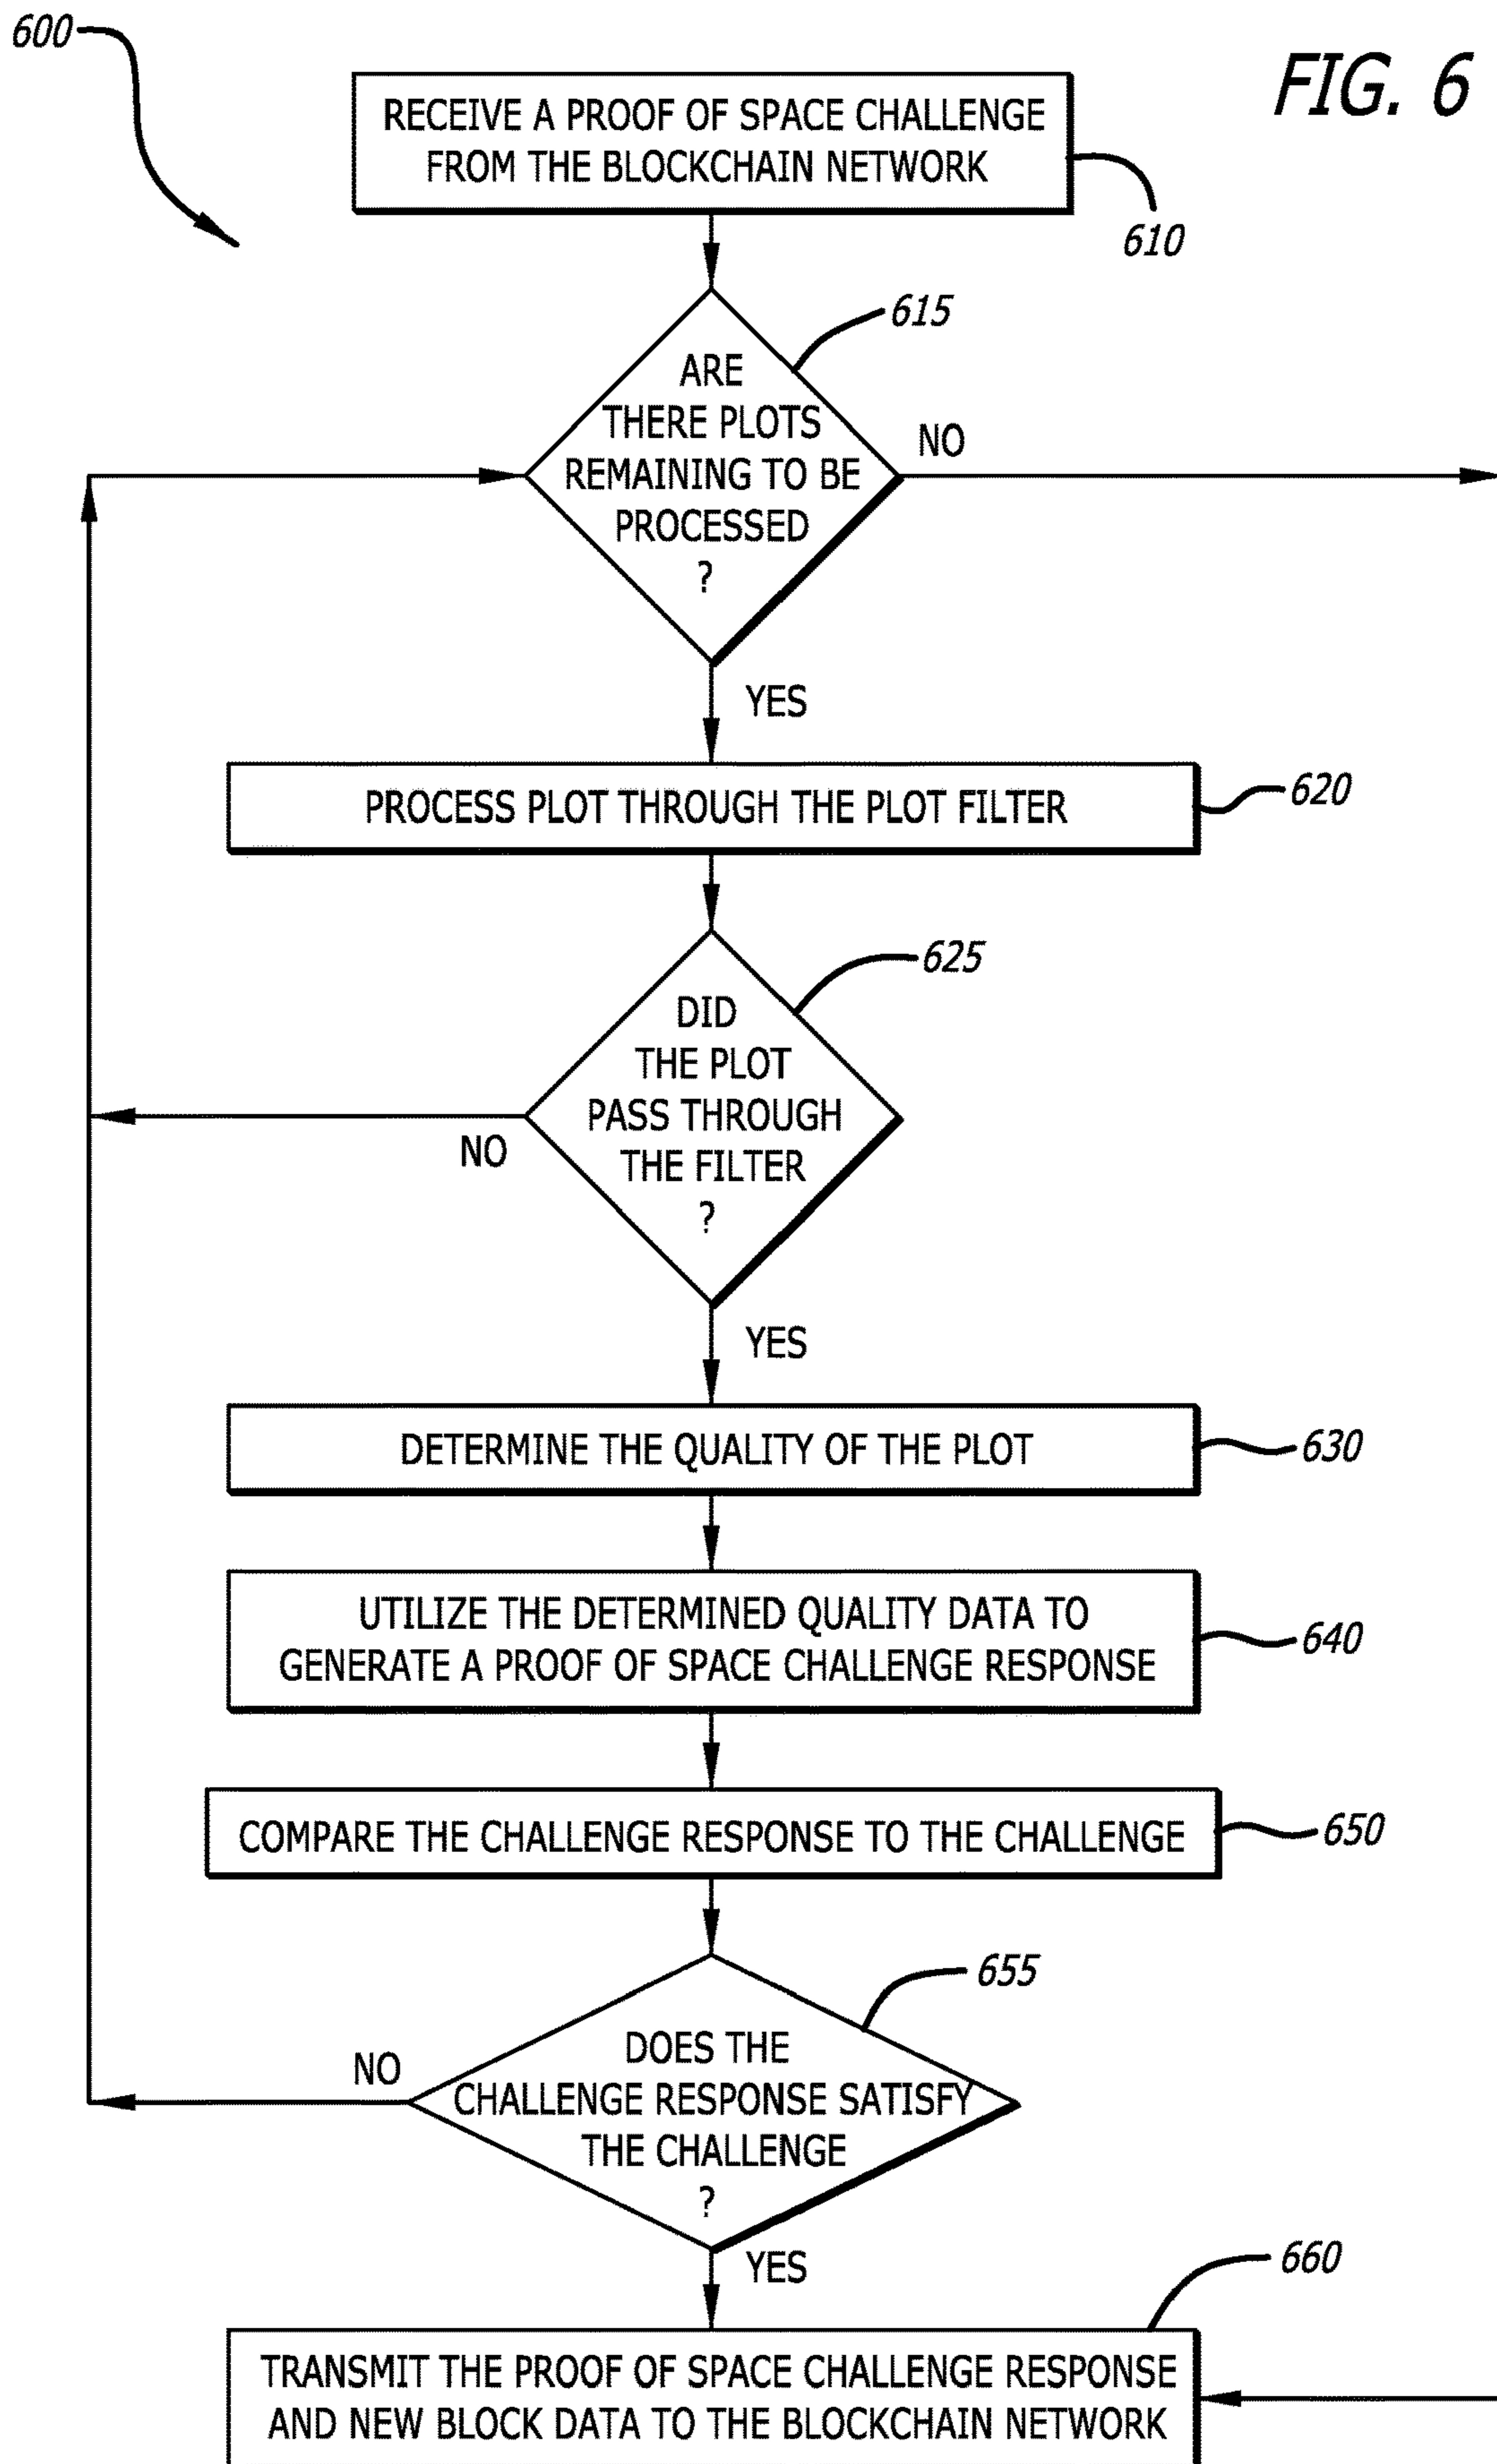 600
FIG. 6
RECEIVE A PROOF OF SPACE CHALLENGE
FROM THE BLOCKCHAIN NETWORK
610
615
ARE
THERE PLOTS
REMAINING TO BE
PROCESSED
?
NO
YES
PROCESS PLOT THROUGH THE PLOT FILTER
620
625
DID
THE PLOT
PASS THROUGH
THE FILTER
?
NO
YES
DETERMINE THE QUALITY OF THE PLOT
630
UTILIZE THE DETERMINED QUALITY DATA TO
GENERATE A PROOF OF SPACE CHALLENGE RESPONSE
640
COMPARE THE CHALLENGE RESPONSE TO THE CHALLENGE
650
655
DOES THE
CHALLENGE RESPONSE SATISFY
THE CHALLENGE
?
NO
YES
660
TRANSMIT THE PROOF OF SPACE CHALLENGE RESPONSE
AND NEW BLOCK DATA TO THE BLOCKCHAIN NETWORK